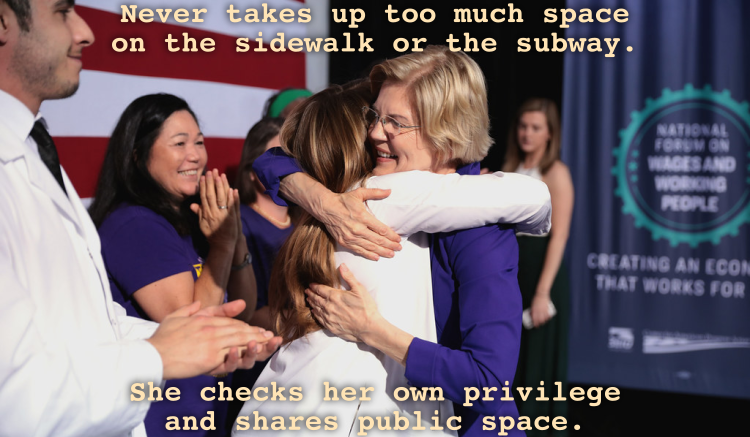 Never takes up too much space
on the sidewalk or the subway.
NATIONAL
FORUM ON
WAGES AND
WORKING
PEOPLE
CREATING AN ECON
THAT WORKS FOR
She checks her own privilege
and shares public space.